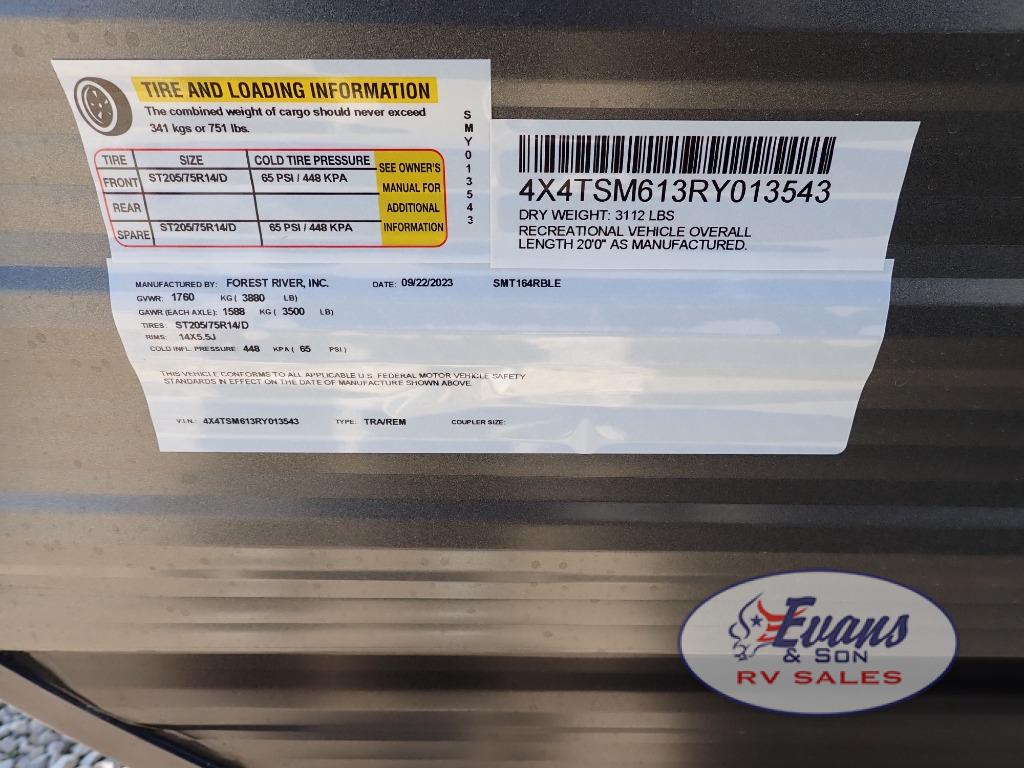 TIRE AND LOADING INFORMATION
The combined weight of cargo should never exceed
341 kgs or 751 lbs.
TIRE SIZE COLD TIRE PRESSURE
FRONT ST205/75R14/D 65 PSI / 448 KPA
REAR
SPARE ST205/75R14/D 65 PSI / 448 KPA
SEE OWNER'S
MANUAL FOR
ADDITIONAL
INFORMATION
SMY013543
4X4TSM613RY013543
DRY WEIGHT: 3112 LBS
RECREATIONAL VEHICLE OVERALL
LENGTH 20'0" AS MANUFACTURED.
MANUFACTURED BY: FOREST RIVER, INC. DATE: 09/22/2023 SMT164RBLE
GVWR: 1760 KG ( 3880 LB)
GAWR (EACH AXLE): 1588 KG ( 3500 LB)
TIRES: ST205/75R14/D
RIMS: 14X5.5J
COLD INFL. PRESSURE: 448 KPA ( 65 PSI )
THIS VEHICLE CONFORMS TO ALL APPLICABLE U.S. FEDERAL MOTOR VEHICLE SAFETY
STANDARDS IN EFFECT ON THE DATE OF MANUFACTURE SHOWN ABOVE.
V.I.N.: 4X4TSM613RY013543 TYPE: TRA/REM COUPLER SIZE:
Evans
& SON
RV SALES